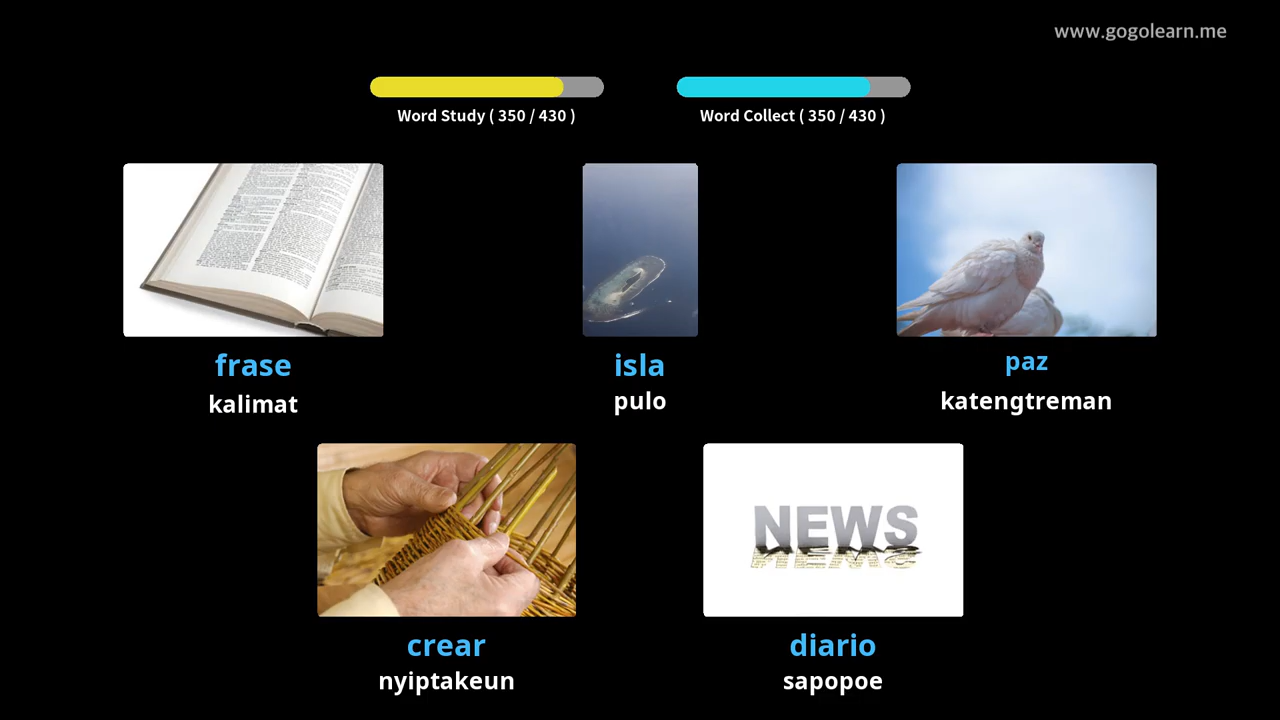 www.gogolearn.me
Word Study ( 350 / 430 )
Word Collect ( 350 / 430 )
frase
kalimat
isla
pulo
paz
katengtreman
crear
nyiptakeun
NEWS
diario
sapopoe